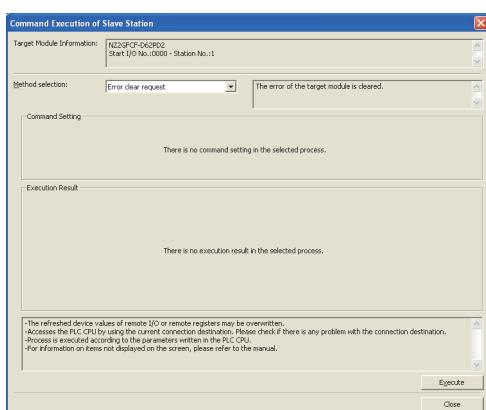 Command Execution of Slave Station
Target Module Information:
NZ2GFCF-D62PD2
Start I/O No.:0000 - Station No.:1
Method selection:
Error clear request
The error of the target module is cleared.
Command Setting
There is no command setting in the selected process.
Execution Result
There is no execution result in the selected process.
-The refreshed device values of remote I/O or remote registers may be overwritten.
-Accesses the PLC CPU by using the current connection destination. Please check if there is any problem with the connection destination.
-Process is executed according to the parameters written in the PLC CPU.
-For information on items not displayed on the screen, please refer to the manual.
Execute
Close